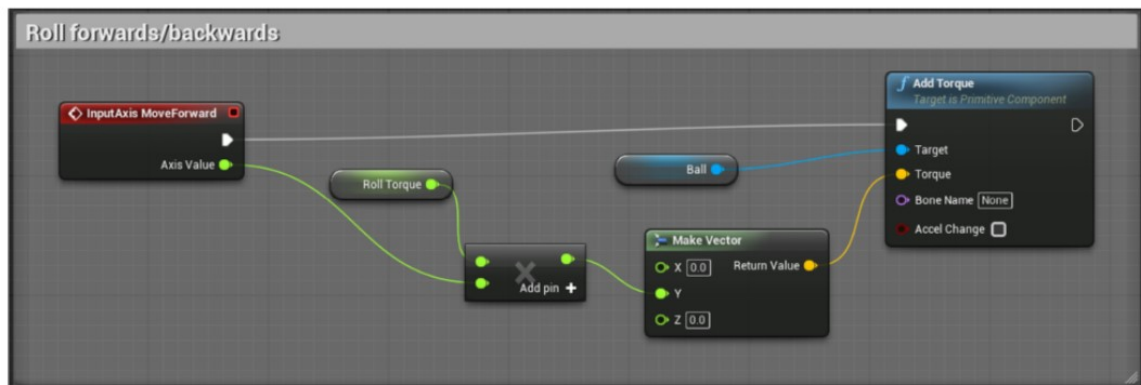 Roll forwards/backwards
InputAxis MoveForward
Axis Value
Roll Torque
Add pin
Ball
Make Vector
X 0.0
Return Value
Y
Z 0.0
f Add Torque
Target is Primitive Component
Target
Torque
Bone Name None
Accel Change